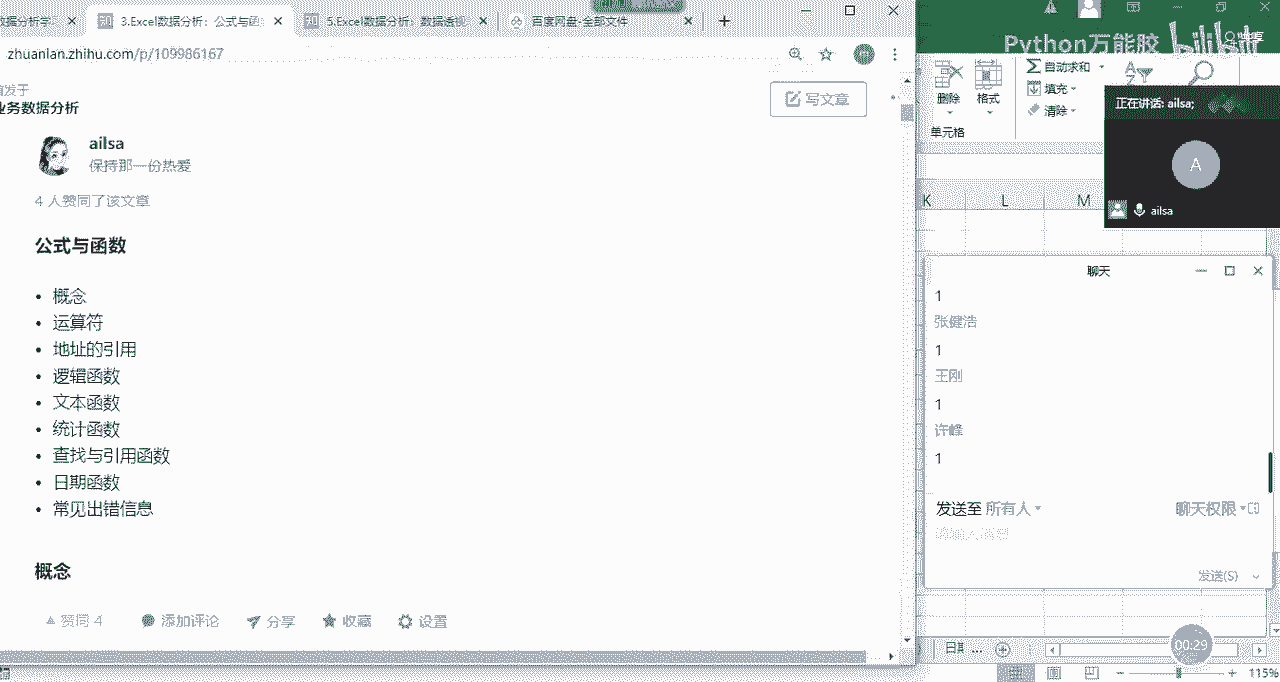 数据分析学
3.Excel数据分析：公式与函
5.Excel数据分析：数据透视
百度网盘-全部文件
zhuanlan.zhihu.com/p/109986167
首发于
业务数据分析
写文章
ailsa
保持那一份热爱
4 人赞同了该文章
公式与函数
概念
运算符
地址的引用
逻辑函数
文本函数
统计函数
查找与引用函数
日期函数
常见出错信息
概念
赞同 4
添加评论
分享
收藏
设置
Python万能胶
bilibili
共享
删除
格式
自动求和
填充
清除
单元格
正在讲话: ailsa;
A
ailsa
K
L
M
聊天
1
张健浩
1
王刚
1
许峰
1
发送至 所有人
聊天权限
请输入消息
发送(S)
日期 ...
00:29
115%